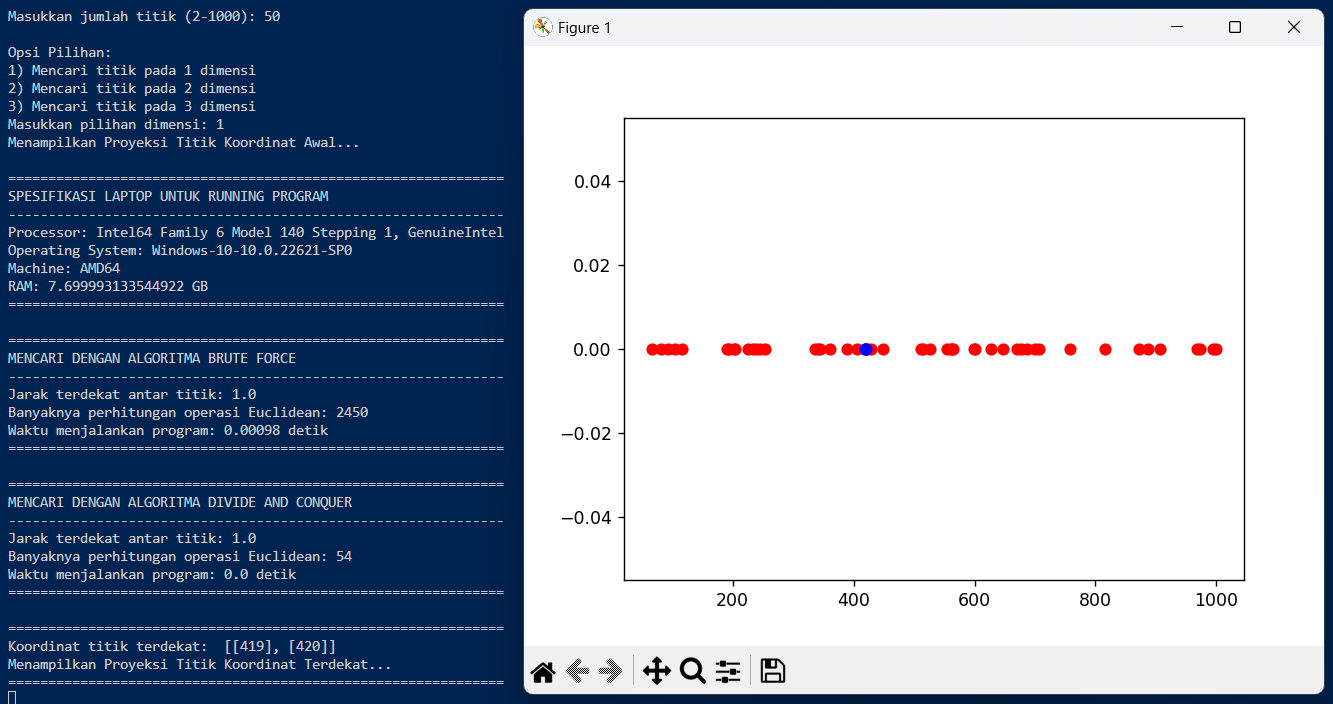 Masukkan jumlah titik (2-1000): 50
Opsi Pilihan:
1) Mencari titik pada 1 dimensi
2) Mencari titik pada 2 dimensi
3) Mencari titik pada 3 dimensi
Masukkan pilihan dimensi: 1
Menampilkan Proyeksi Titik Koordinat Awal...
==============================================================
SPESIFIKASI LAPTOP UNTUK RUNNING PROGRAM
--------------------------------------------------------------
Processor: Intel64 Family 6 Model 140 Stepping 1, GenuineIntel
Operating System: Windows-10-10.0.22621-SP0
Machine: AMD64
RAM: 7.699993133544922 GB
==============================================================
==============================================================
MENCARI DENGAN ALGORITMA BRUTE FORCE
--------------------------------------------------------------
Jarak terdekat antar titik: 1.0
Banyaknya perhitungan operasi Euclidean: 2450
Waktu menjalankan program: 0.00098 detik
==============================================================
==============================================================
MENCARI DENGAN ALGORITMA DIVIDE AND CONQUER
--------------------------------------------------------------
Jarak terdekat antar titik: 1.0
Banyaknya perhitungan operasi Euclidean: 54
Waktu menjalankan program: 0.0 detik
==============================================================
==============================================================
Koordinat titik terdekat:  [[419], [420]]
Menampilkan Proyeksi Titik Koordinat Terdekat...
==============================================================
Figure 1
0.04
0.02
0.00
−0.02
−0.04
200 400 600 800 1000